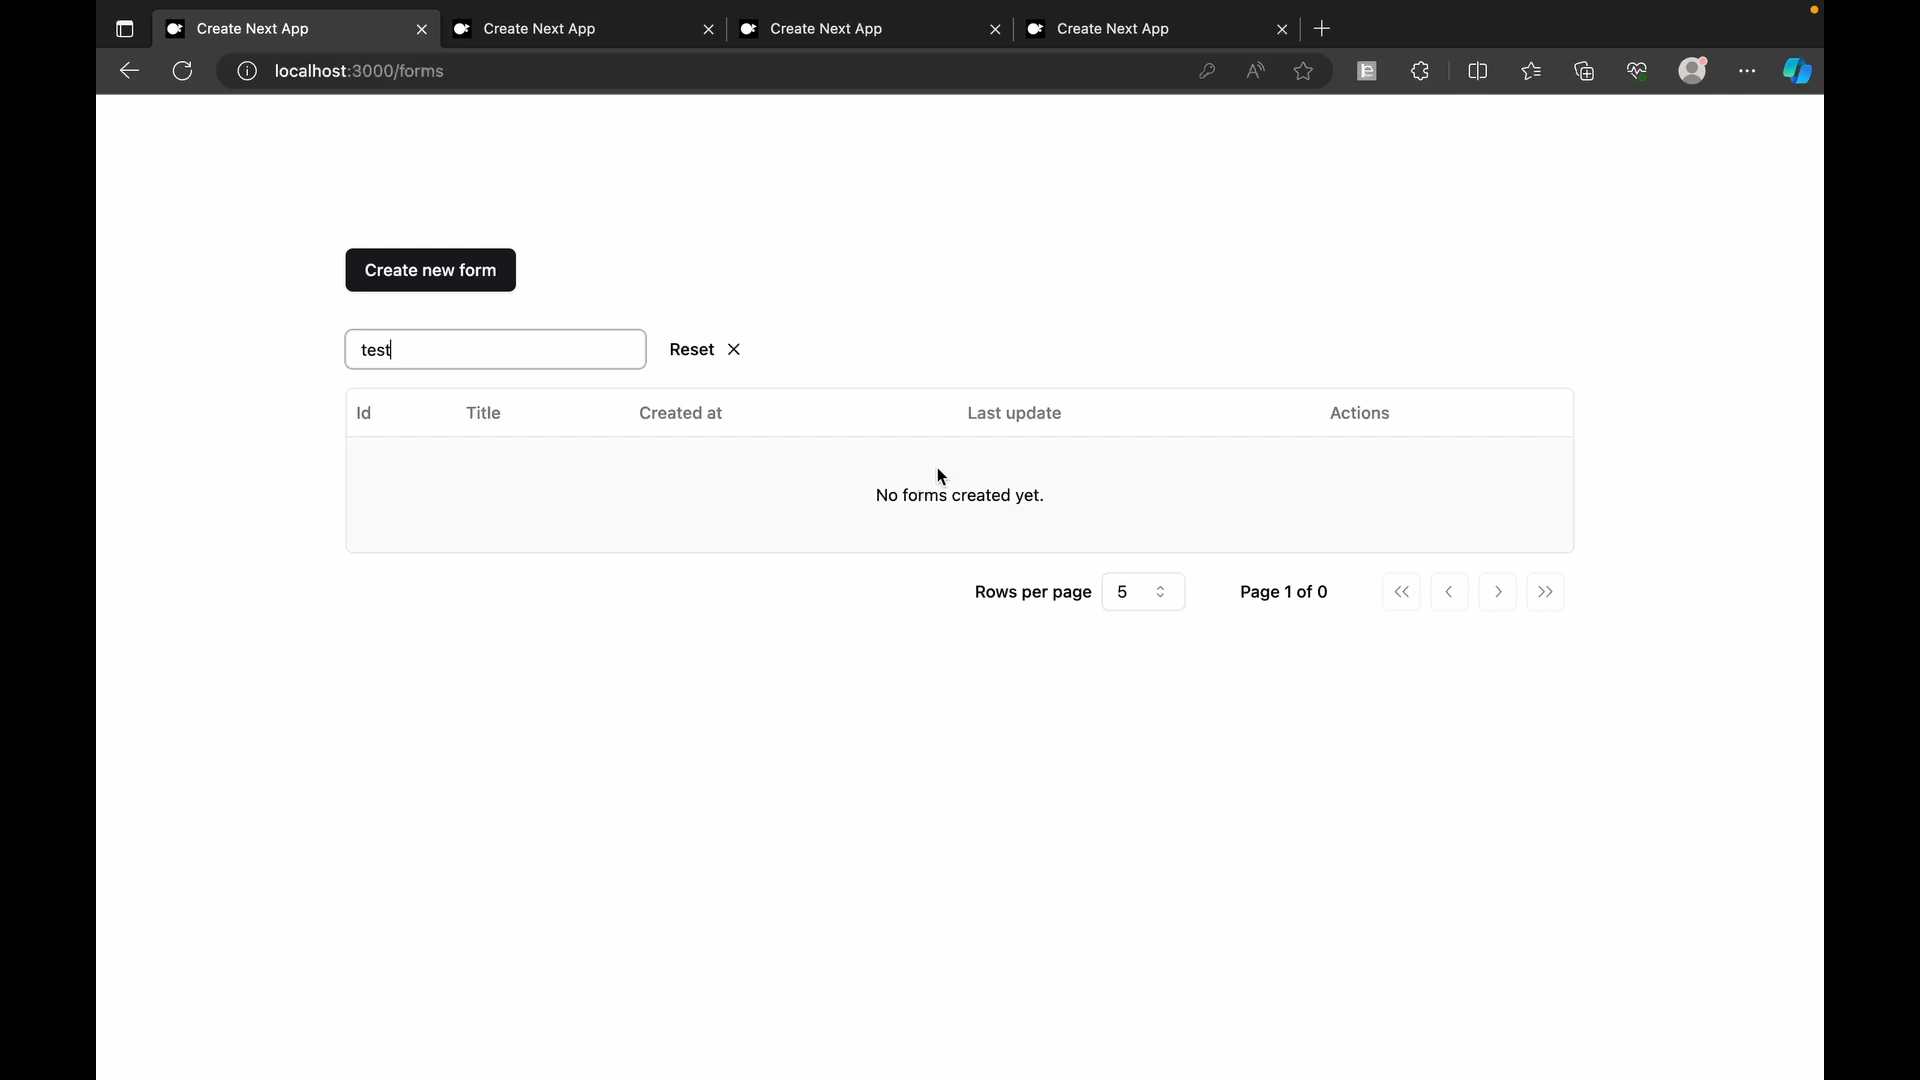 Create Next App
Create Next App
Create Next App
Create Next App
localhost:3000/forms
Create new form
test
Reset
Id Title Created at Last update Actions
No forms created yet.
Rows per page 5 Page 1 of 0